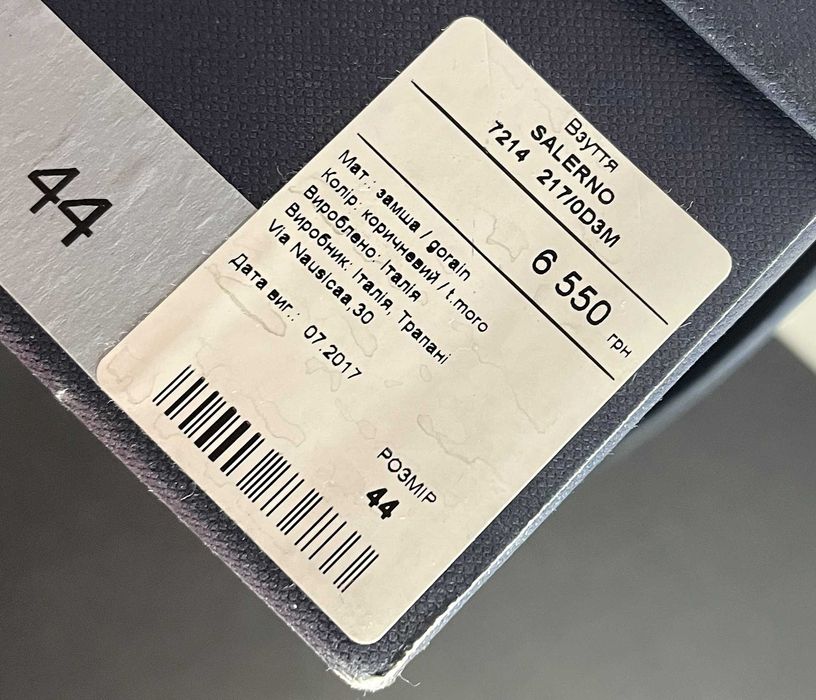 44
Взуття
SALERNO
7214 217/0D3M
6 550 грн
Мат.: замша / gorain
Колір: коричневий / t.moro
Вироблено: Італія
Виробник: Італія, Трапані
Via Nausicaa,30
Дата виг.: 07.2017
РОЗМІР
44